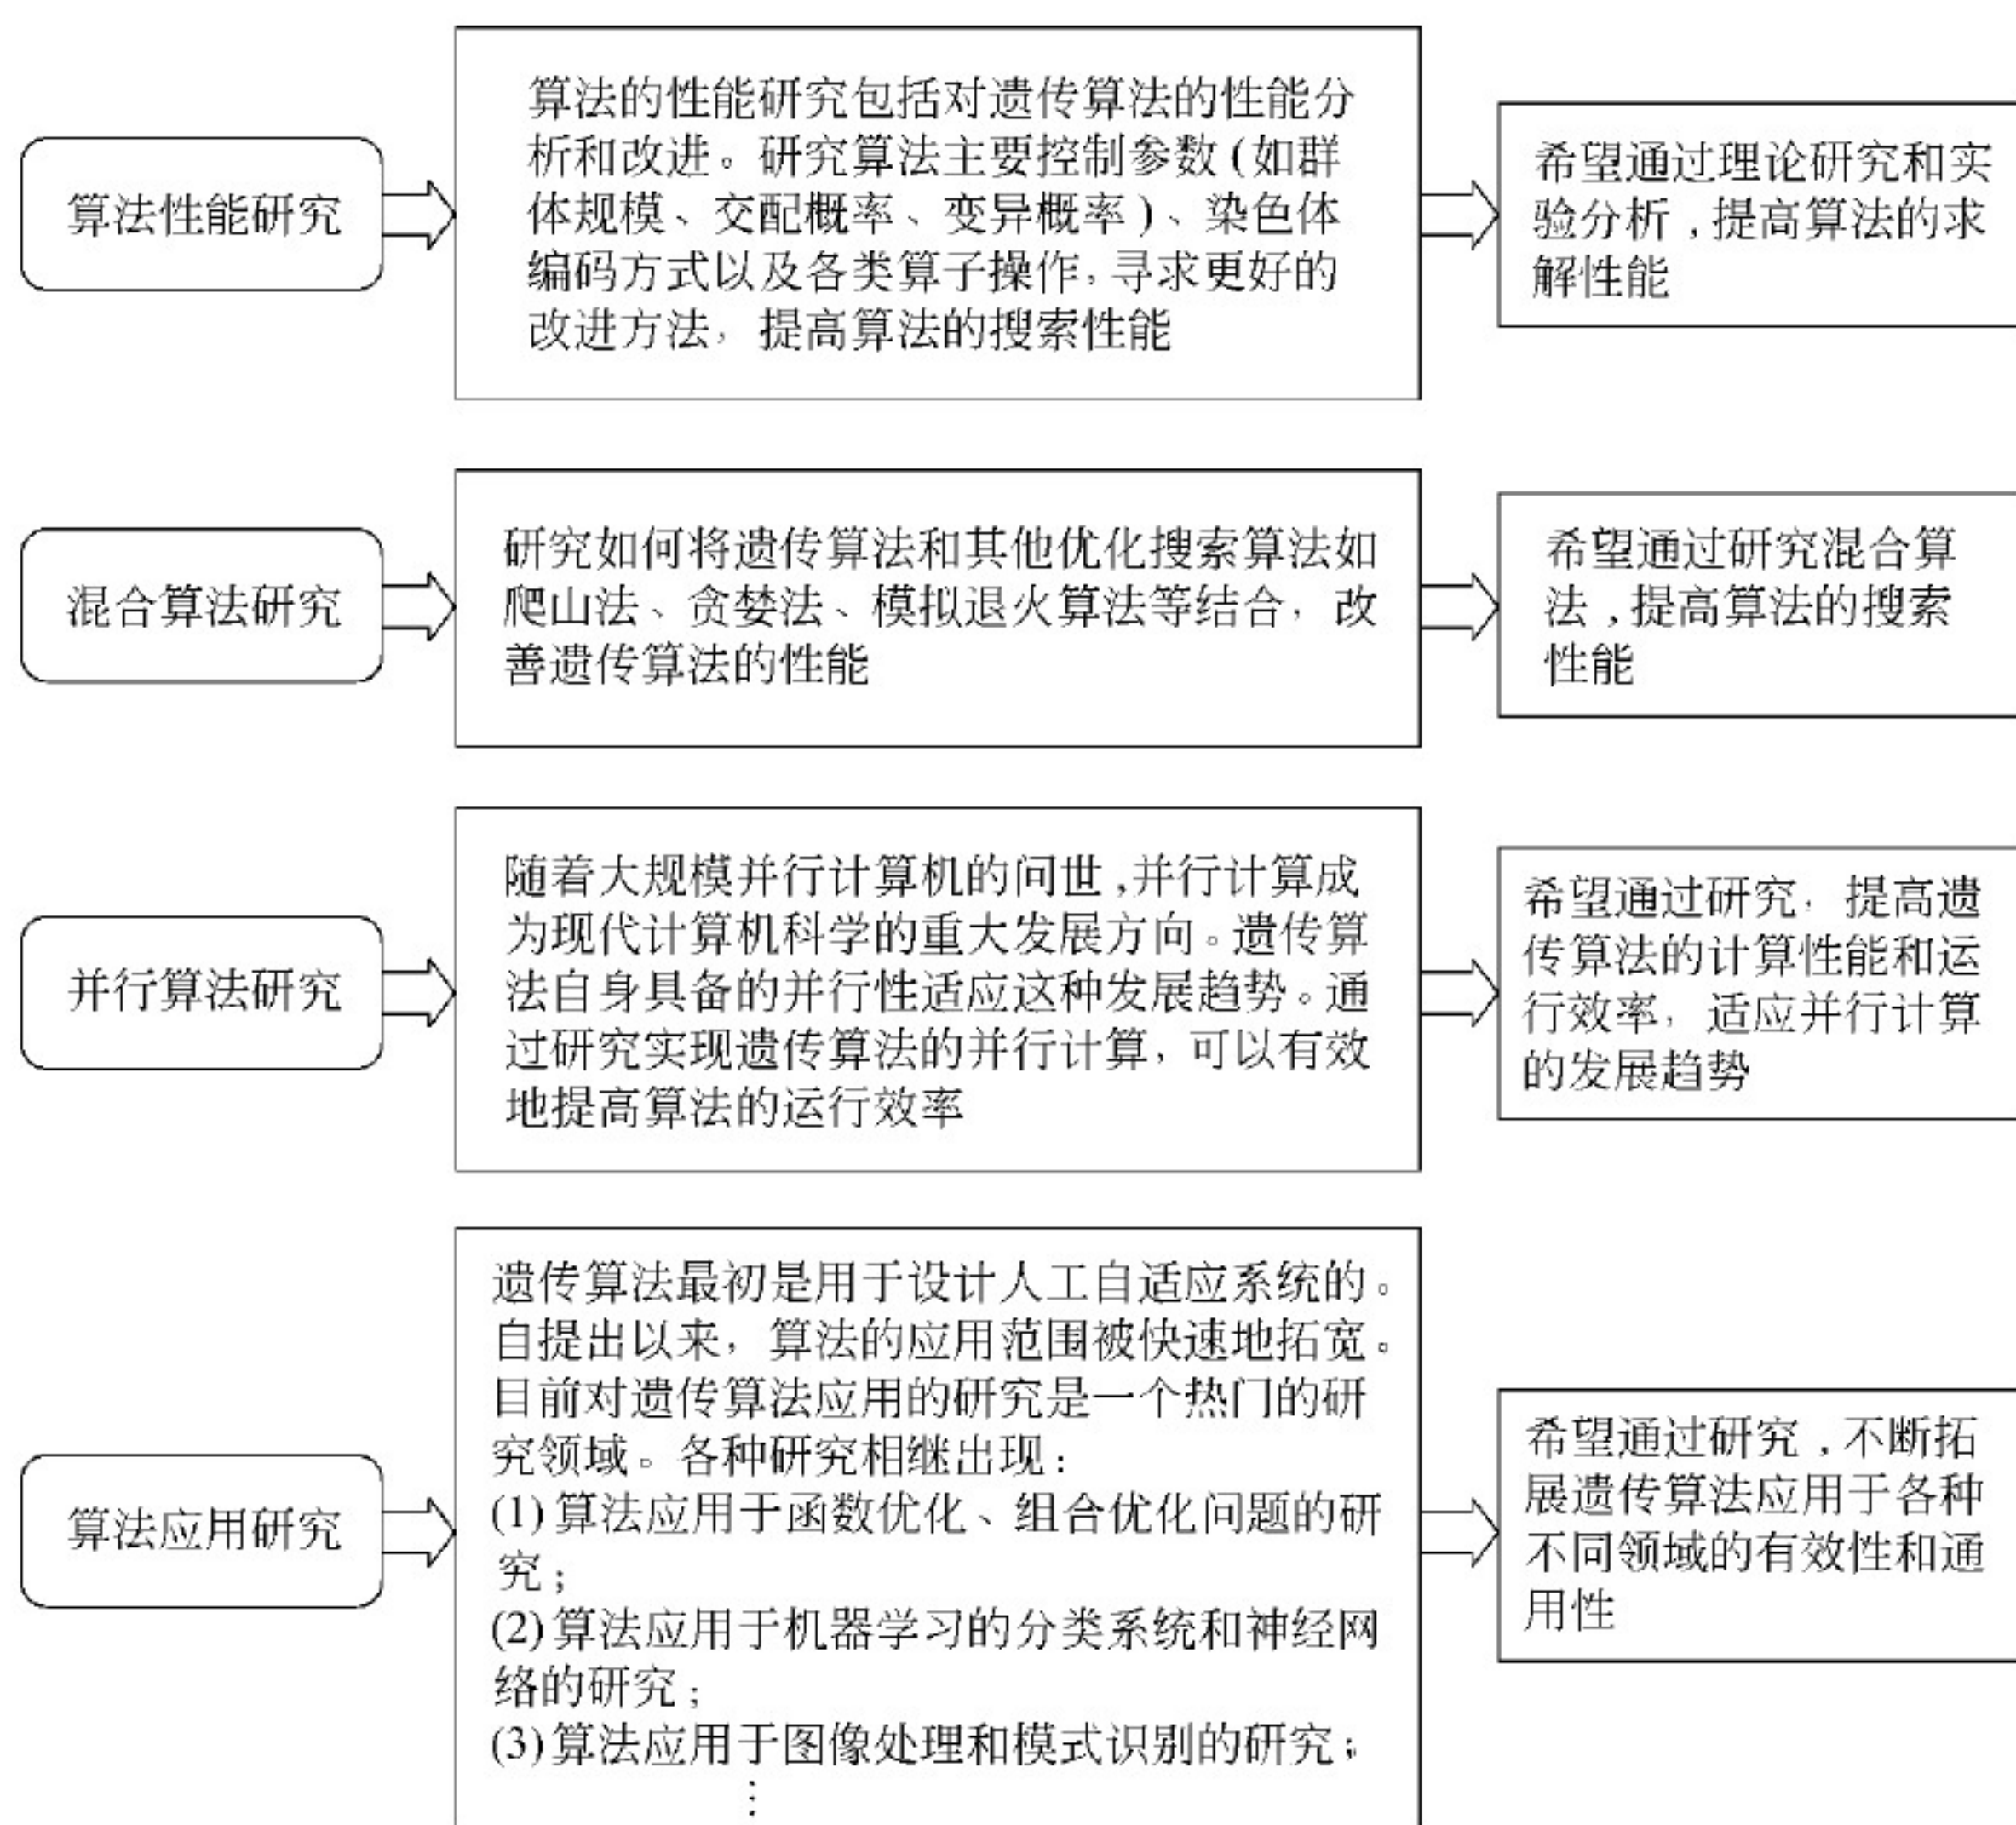 算法性能研究
算法的性能研究包括对遗传算法的性能分
析和改进。研究算法主要控制参数(如群
体规模、交配概率、变异概率)、染色体
编码方式以及各类算子操作,寻求更好的
改进方法,提高算法的搜索性能
希望通过理论研究和实
验分析,提高算法的求
解性能
混合算法研究
研究如何将遗传算法和其他优化搜索算法如
爬山法、贪婪法、模拟退火算法等结合,改
善遗传算法的性能
希望通过研究混合算
法,提高算法的搜索
性能
并行算法研究
随着大规模并行计算机的问世,并行计算成
为现代计算机科学的重大发展方向。遗传算
法自身具备的并行性适应这种发展趋势。通
过研究实现遗传算法的并行计算,可以有效
地提高算法的运行效率
希望通过研究,提高遗
传算法的计算性能和运
行效率,适应并行计算
的发展趋势
算法应用研究
遗传算法最初是用于设计人工自适应系统的。
自提出以来,算法的应用范围被快速地拓宽。
目前对遗传算法应用的研究是一个热门的研
究领域。各种研究相继出现:
(1)算法应用于函数优化、组合优化问题的研
究;
(2)算法应用于机器学习的分类系统和神经网
络的研究;
(3)算法应用于图像处理和模式识别的研究;
⋮
希望通过研究,不断拓
展遗传算法应用于各种
不同领域的有效性和通
用性